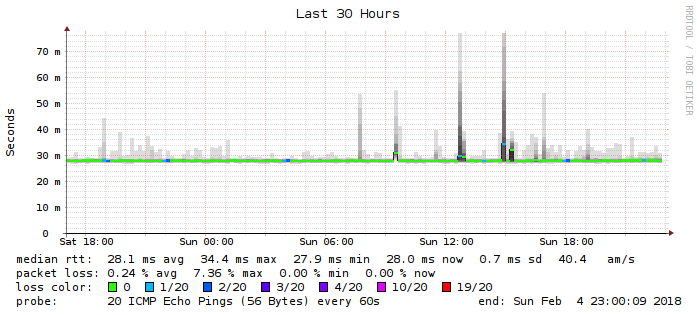 Last 30 Hours
RRDTOOL / TOBI OETIKER
Seconds
70 m
60 m
50 m
40 m
30 m
20 m
10 m
0
Sat 18:00 Sun 00:00 Sun 06:00 Sun 12:00 Sun 18:00
median rtt: 28.1 ms avg 34.4 ms max 27.9 ms min 28.0 ms now 0.7 ms sd 40.4 am/s
packet loss: 0.24 % avg 7.36 % max 0.00 % min 0.00 % now
loss color: 0 1/20 2/20 3/20 4/20 10/20 19/20
probe: 20 ICMP Echo Pings (56 Bytes) every 60s end: Sun Feb 4 23:00:09 2018